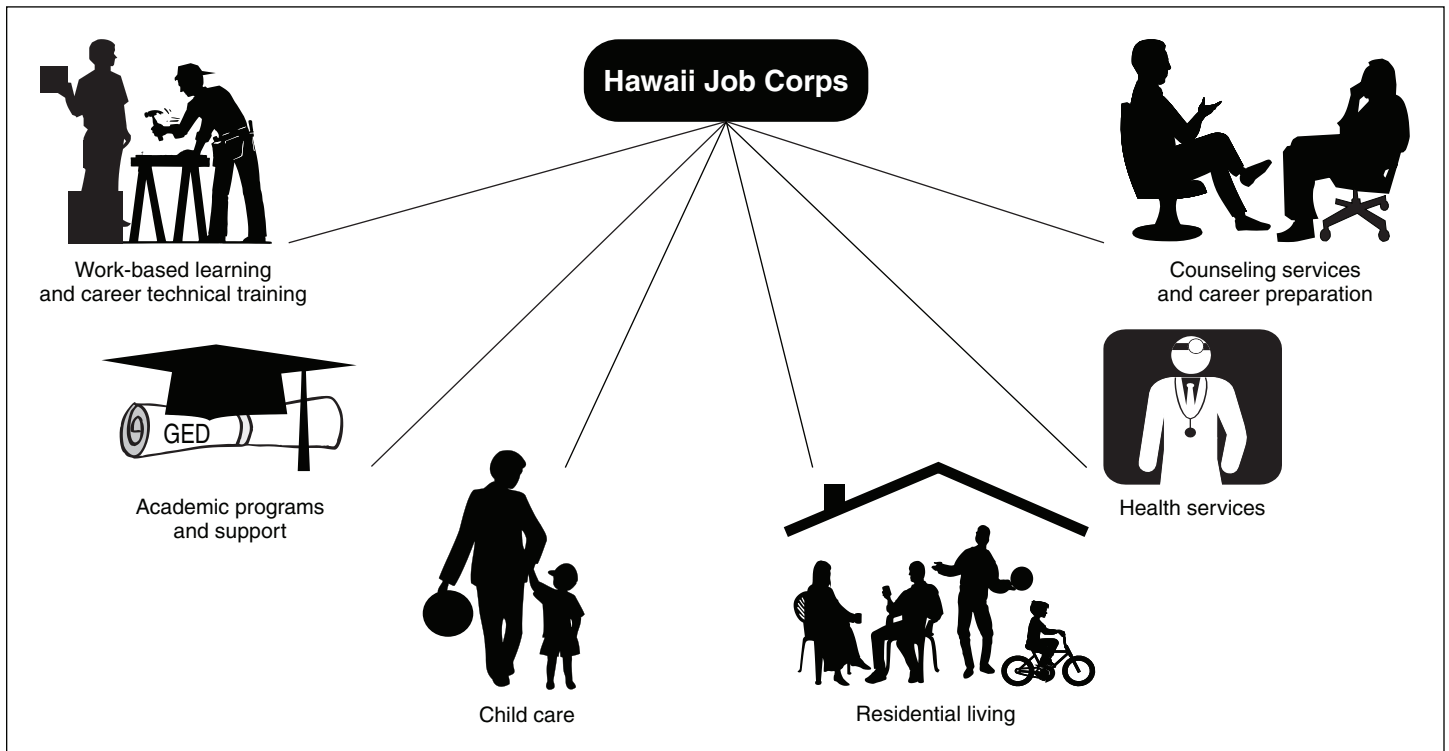 Hawaii Job Corps
Work-based learning
and career technical training
Counseling services
and career preparation
GED
Academic programs
and support
Health services
Child care
Residential living